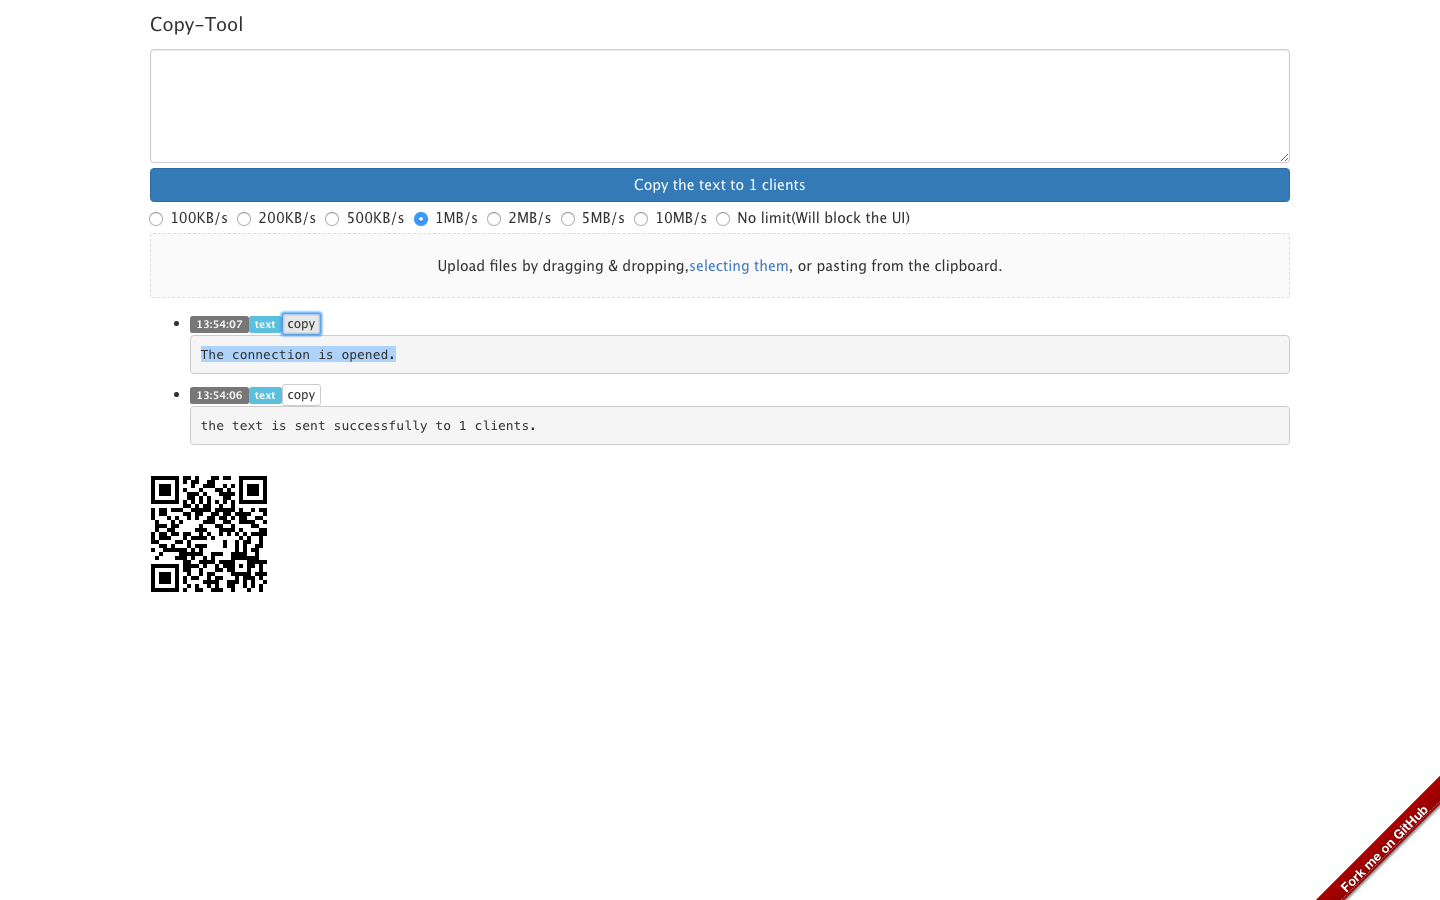 Copy-Tool
Copy the text to 1 clients
100KB/s 200KB/s 500KB/s 1MB/s 2MB/s 5MB/s 10MB/s No limit(Will block the UI)
Upload files by dragging & dropping,selecting them, or pasting from the clipboard.
13:54:07 text copy
The connection is opened.
13:54:06 text copy
the text is sent successfully to 1 clients.
Fork me on GitHub